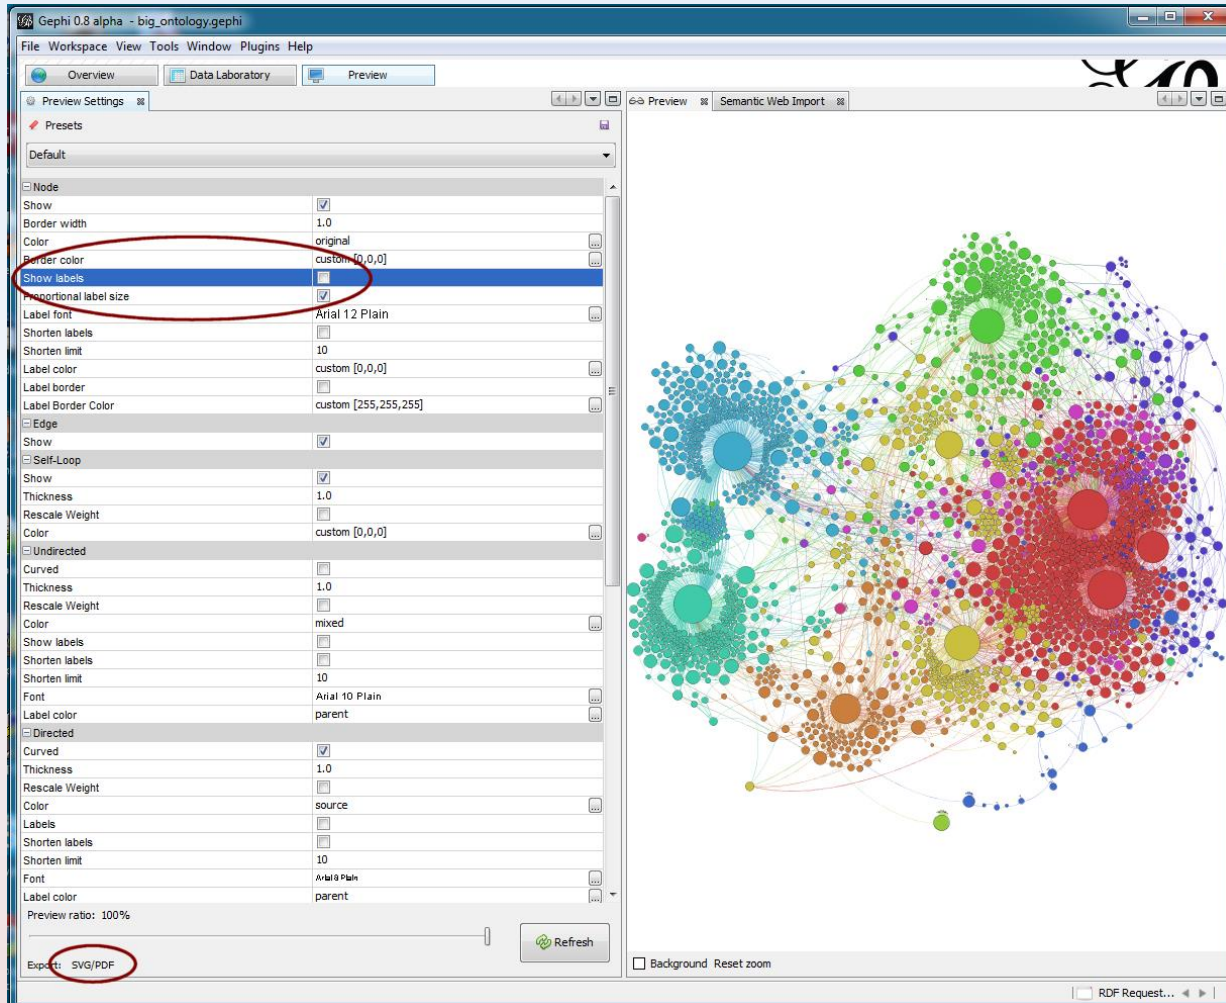 Gephi 0.8 alpha - big_ontology.gephi
File Workspace View Tools Window Plugins Help
Overview Data Laboratory Preview
Preview Settings
Presets
Default
Node
Show
Border width 1.0
Color original
Border color custom [0,0,0]
Show labels
Proportional label size
Label font Arial 12 Plain
Shorten labels
Shorten limit 10
Label color custom [0,0,0]
Label border
Label Border Color custom [255,255,255]
Edge
Show
Self-Loop
Show
Thickness 1.0
Rescale Weight
Color custom [0,0,0]
Undirected
Curved
Thickness 1.0
Rescale Weight
Color mixed
Show labels
Shorten labels
Shorten limit 10
Font Arial 10 Plain
Label color parent
Directed
Curved
Thickness 1.0
Rescale Weight
Color source
Labels
Shorten labels
Shorten limit 10
Font Arial 8 Plain
Label color parent
Preview ratio: 100%
Refresh
Export: SVG/PDF
Preview Semantic Web Import
Background Reset zoom
RDF Request...